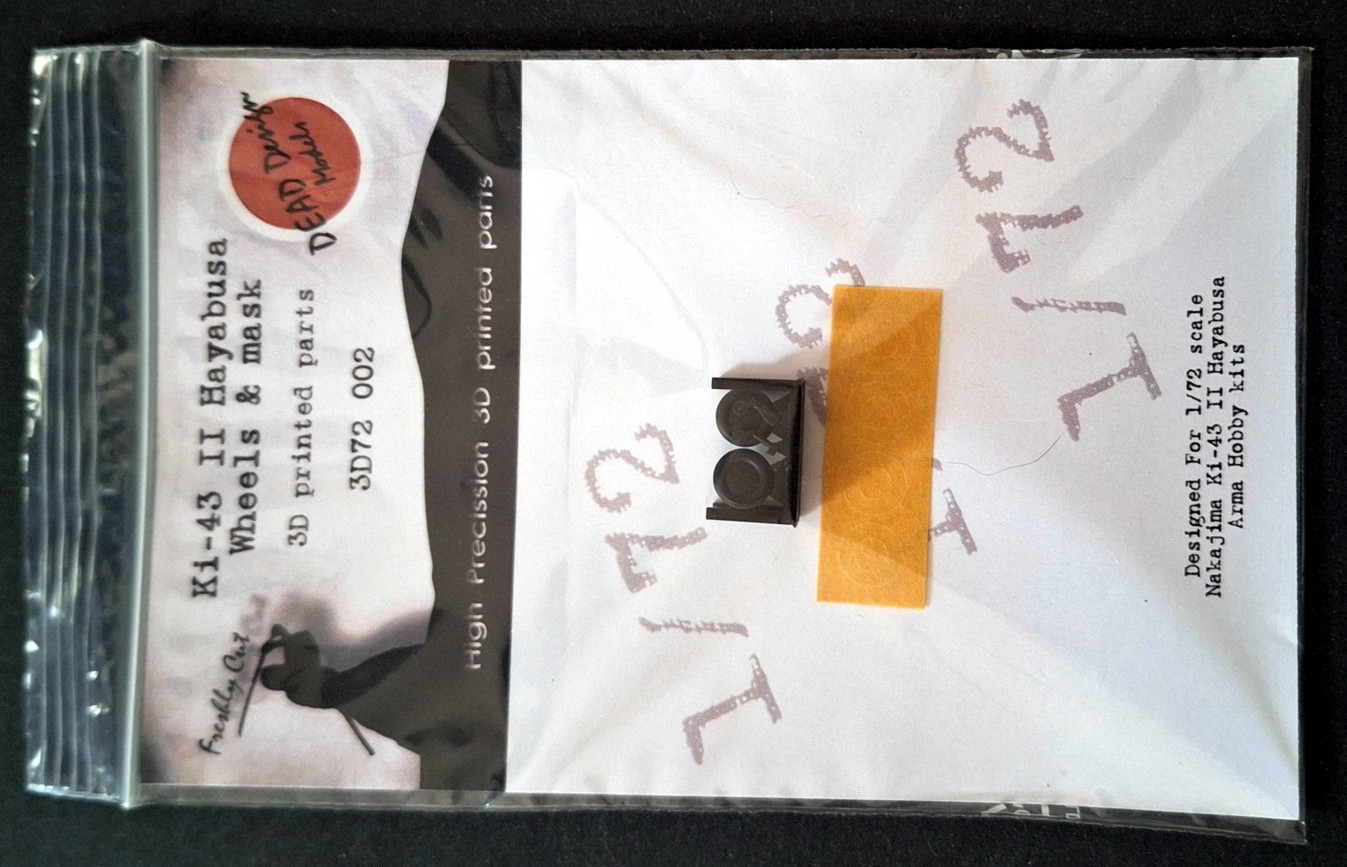 Freshly Cut
Ki-43 II Hayabusa
Wheels & mask
3D printed parts
3D72 002
DEAD Design
Models
High Precission 3D printed parts
1/72
1/72
1/72
Designed For 1/72 scale
Nakajima Ki-43 II Hayabusa
Arma Hobby kits